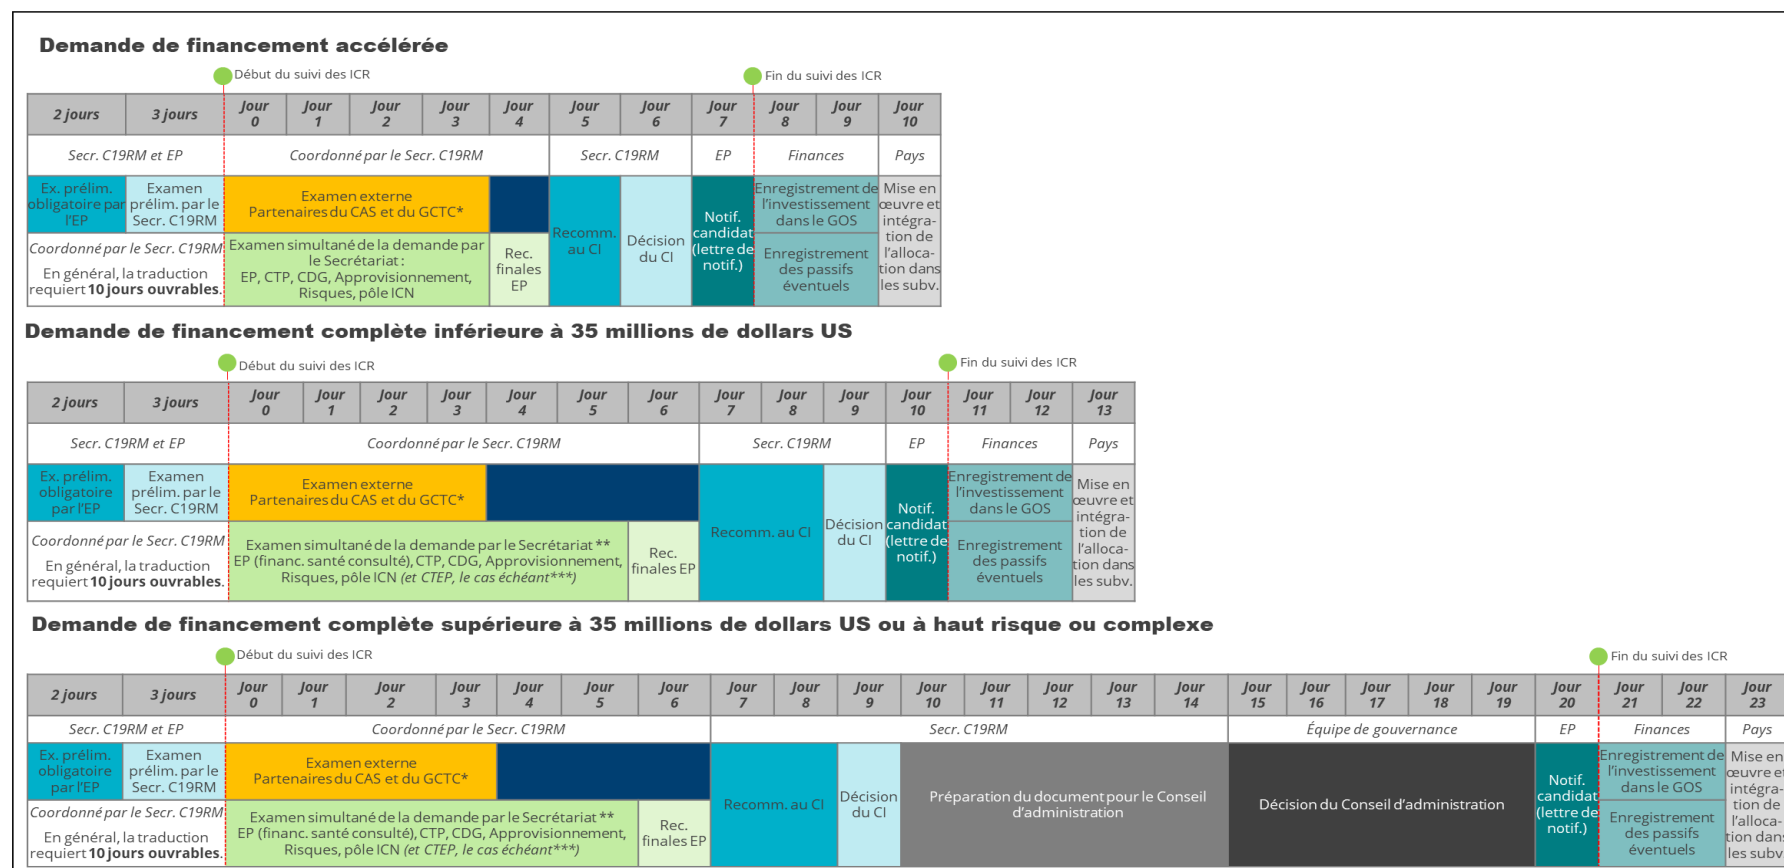 Demande de financement accélérée
Début du suivi des ICR
Fin du suivi des ICR
2 jours
3 jours
Jour
0
Jour
1
Jour
2
Jour
3
Jour
4
Jour
5
Jour
6
Jour
7
Jour
8
Jour
9
Jour
10
Secr. C19RM et EP
Coordonné par le Secr. C19RM
Secr. C19RM
EP
Finances
Pays
Ex. prélim.
obligatoire par
l'EP
Examen
prélim. par le
Secr. C19RM
Examen externe
Partenaires du CAS et du GCTC*
Recomm.
au CI
Décision
du CI
Notif.
candidat
(lettre de
notif.)
Enregistrement de
l'investissement
dans le GOS
Mise en
œuvre et
intégra-
tion de
l'alloca-
tion dans
les subv.
Coordonné par le Secr. C19RM
En général, la traduction
requiert 10 jours ouvrables.
Examen simultané de la demande par
le Secrétariat :
EP, CTP, CDG, Approvisionnement,
Risques, pôle ICN
Rec.
finales
EP
Enregistrement
des passifs
éventuels
Demande de financement complète inférieure à 35 millions de dollars US
Début du suivi des ICR
Fin du suivi des ICR
2 jours
3 jours
Jour
0
Jour
1
Jour
2
Jour
3
Jour
4
Jour
5
Jour
6
Jour
7
Jour
8
Jour
9
Jour
10
Jour
11
Jour
12
Jour
13
Secr. C19RM et EP
Coordonné par le Secr. C19RM
Secr. C19RM
EP
Finances
Pays
Ex. prélim.
obligatoire
par l'EP
Examen
prélim. par le
Secr. C19RM
Examen externe
Partenaires du CAS et du GCTC*
Recomm. au CI
Décision
du CI
Notif.
candidat
(lettre de
notif.)
Enregistrement de
l'investissement
dans le GOS
Mise en
œuvre et
intégra-
tion de
l'alloca-
tion dans
les subv.
Coordonné par le Secr. C19RM
En général, la traduction
requiert 10 jours ouvrables.
Examen simultané de la demande par le Secrétariat **
EP (financ. santé consulté), CTP, CDG, Approvisionnement,
Risques, pôle ICN (et CTEP, le cas échéant***)
Rec.
finales EP
Enregistrement
des passifs
éventuels
Demande de financement complète supérieure à 35 millions de dollars US ou à haut risque ou complexe
Début du suivi des ICR
Fin du suivi des ICR
2 jours
3 jours
Jour
0
Jour
1
Jour
2
Jour
3
Jour
4
Jour
5
Jour
6
Jour
7
Jour
8
Jour
9
Jour
10
Jour
11
Jour
12
Jour
13
Jour
14
Jour
15
Jour
16
Jour
17
Jour
18
Jour
19
Jour
20
Jour
21
Jour
22
Jour
23
Secr. C19RM et EP
Coordonné par le Secr. C19RM
Secr. C19RM
Équipe de gouvernance
EP
Finances
Pays
Ex. prélim.
obligatoire
par l'EP
Examen
prélim. par le
Secr. C19RM
Examen externe
Partenaires du CAS et du GCTC*
Recomm. au CI
Décision
du CI
Préparation du document pour le Conseil
d'administration
Décision du Conseil d'administration
Notif.
candidat
(lettre de
notif.)
Enregistrement de
l'investissement
dans le GOS
Mise en
œuvre et
intégra-
tion de
l'alloca-
tion dans
les subv.
Coordonné par le Secr. C19RM
En général, la traduction
requiert 10 jours ouvrables.
Examen simultané de la demande par le Secrétariat **
EP (financ. santé consulté), CTP, CDG, Approvisionnement,
Risques, pôle ICN (et CTEP, le cas échéant***)
Rec.
finales EP
Enregistrement
des passifs
éventuels